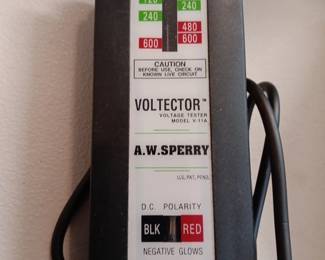 120
240
240
480
600
600
CAUTION
BEFORE USE, CHECK ON
KNOWN LIVE CIRCUIT
VOLTECTOR™
VOLTAGE TESTER
MODEL V-11A
A.W.SPERRY
U.S. PAT. PEND.
D.C. POLARITY
BLK RED
NEGATIVE GLOWS